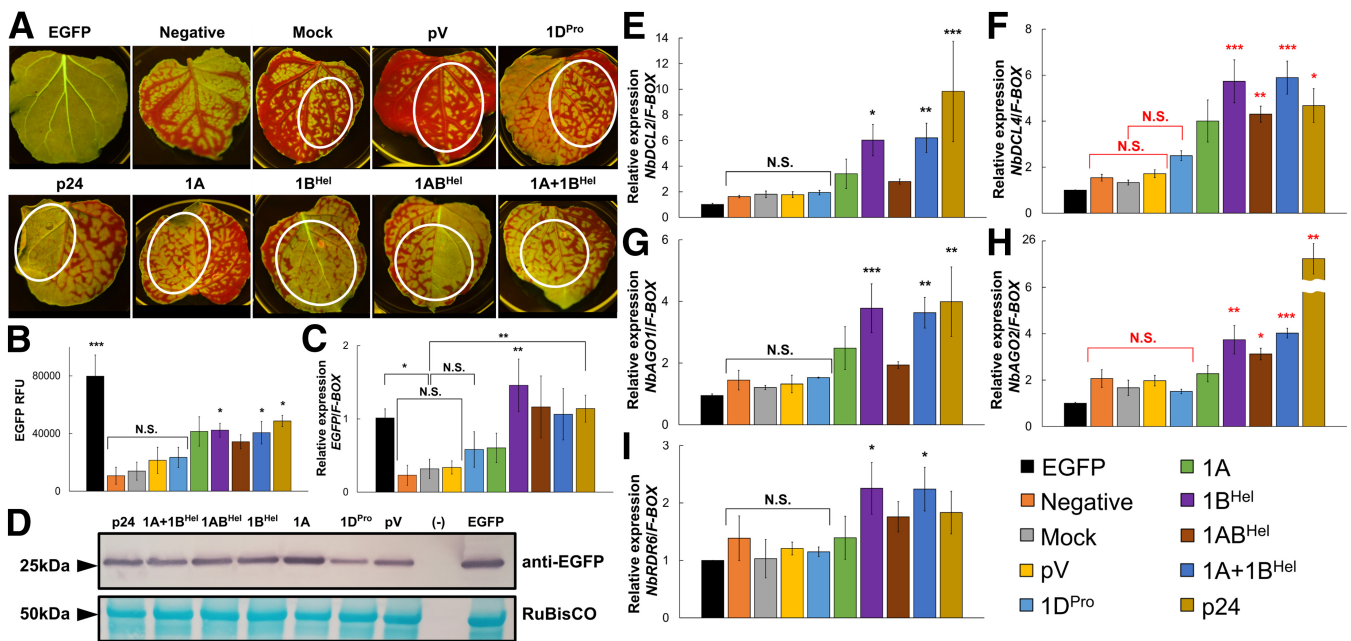 A
EGFP Negative Mock pV 1DPro
p24 1A 1BHel 1ABHel 1A+1BHel
B
EGFP RFU
80000
40000
0
***
N.S.
*
*
*
C
Relative expression
EGFP/F-BOX
2
1
0
**
*
N.S.
**
N.S.
D
p24 1A+1BHel 1ABHel 1BHel 1A 1DPro pV (-) EGFP
25kDa
anti-EGFP
50kDa
RuBisCO
E
Relative expression
NbDCL2/F-BOX
14
12
10
8
6
4
2
0
N.S.
*
**
***
F
Relative expression
NbDCL4/F-BOX
8
6
4
2
0
N.S.
N.S.
***
**
***
*
G
Relative expression
NbAGO1/F-BOX
6
4
2
0
N.S.
***
**
**
H
Relative expression
NbAGO2/F-BOX
26
6
4
2
0
N.S.
**
*
***
**
I
Relative expression
NbRDR6/F-BOX
3
2
1
0
N.S.
*
*
EGFP
Negative
Mock
pV
1DPro
1A
1BHel
1ABHel
1A+1BHel
p24